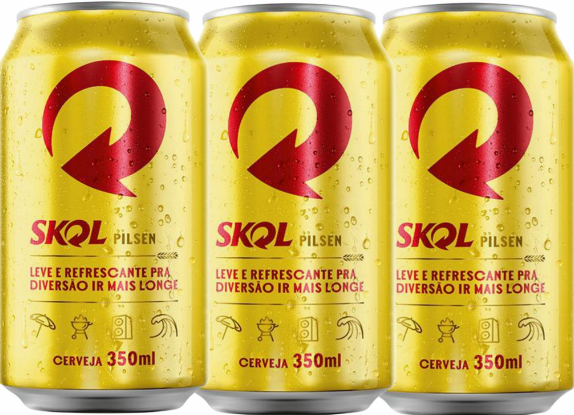 SKOL PILSEN
LEVE E REFRESCANTE PRA
DIVERSÃO IR MAIS LONGE
CERVEJA 350ml
SKOL PILSEN
LEVE E REFRESCANTE PRA
DIVERSÃO IR MAIS LONGE
CERVEJA 350ml
SKOL PILSEN
LEVE E REFRESCANTE PRA
DIVERSÃO IR MAIS LONGE
CERVEJA 350ml